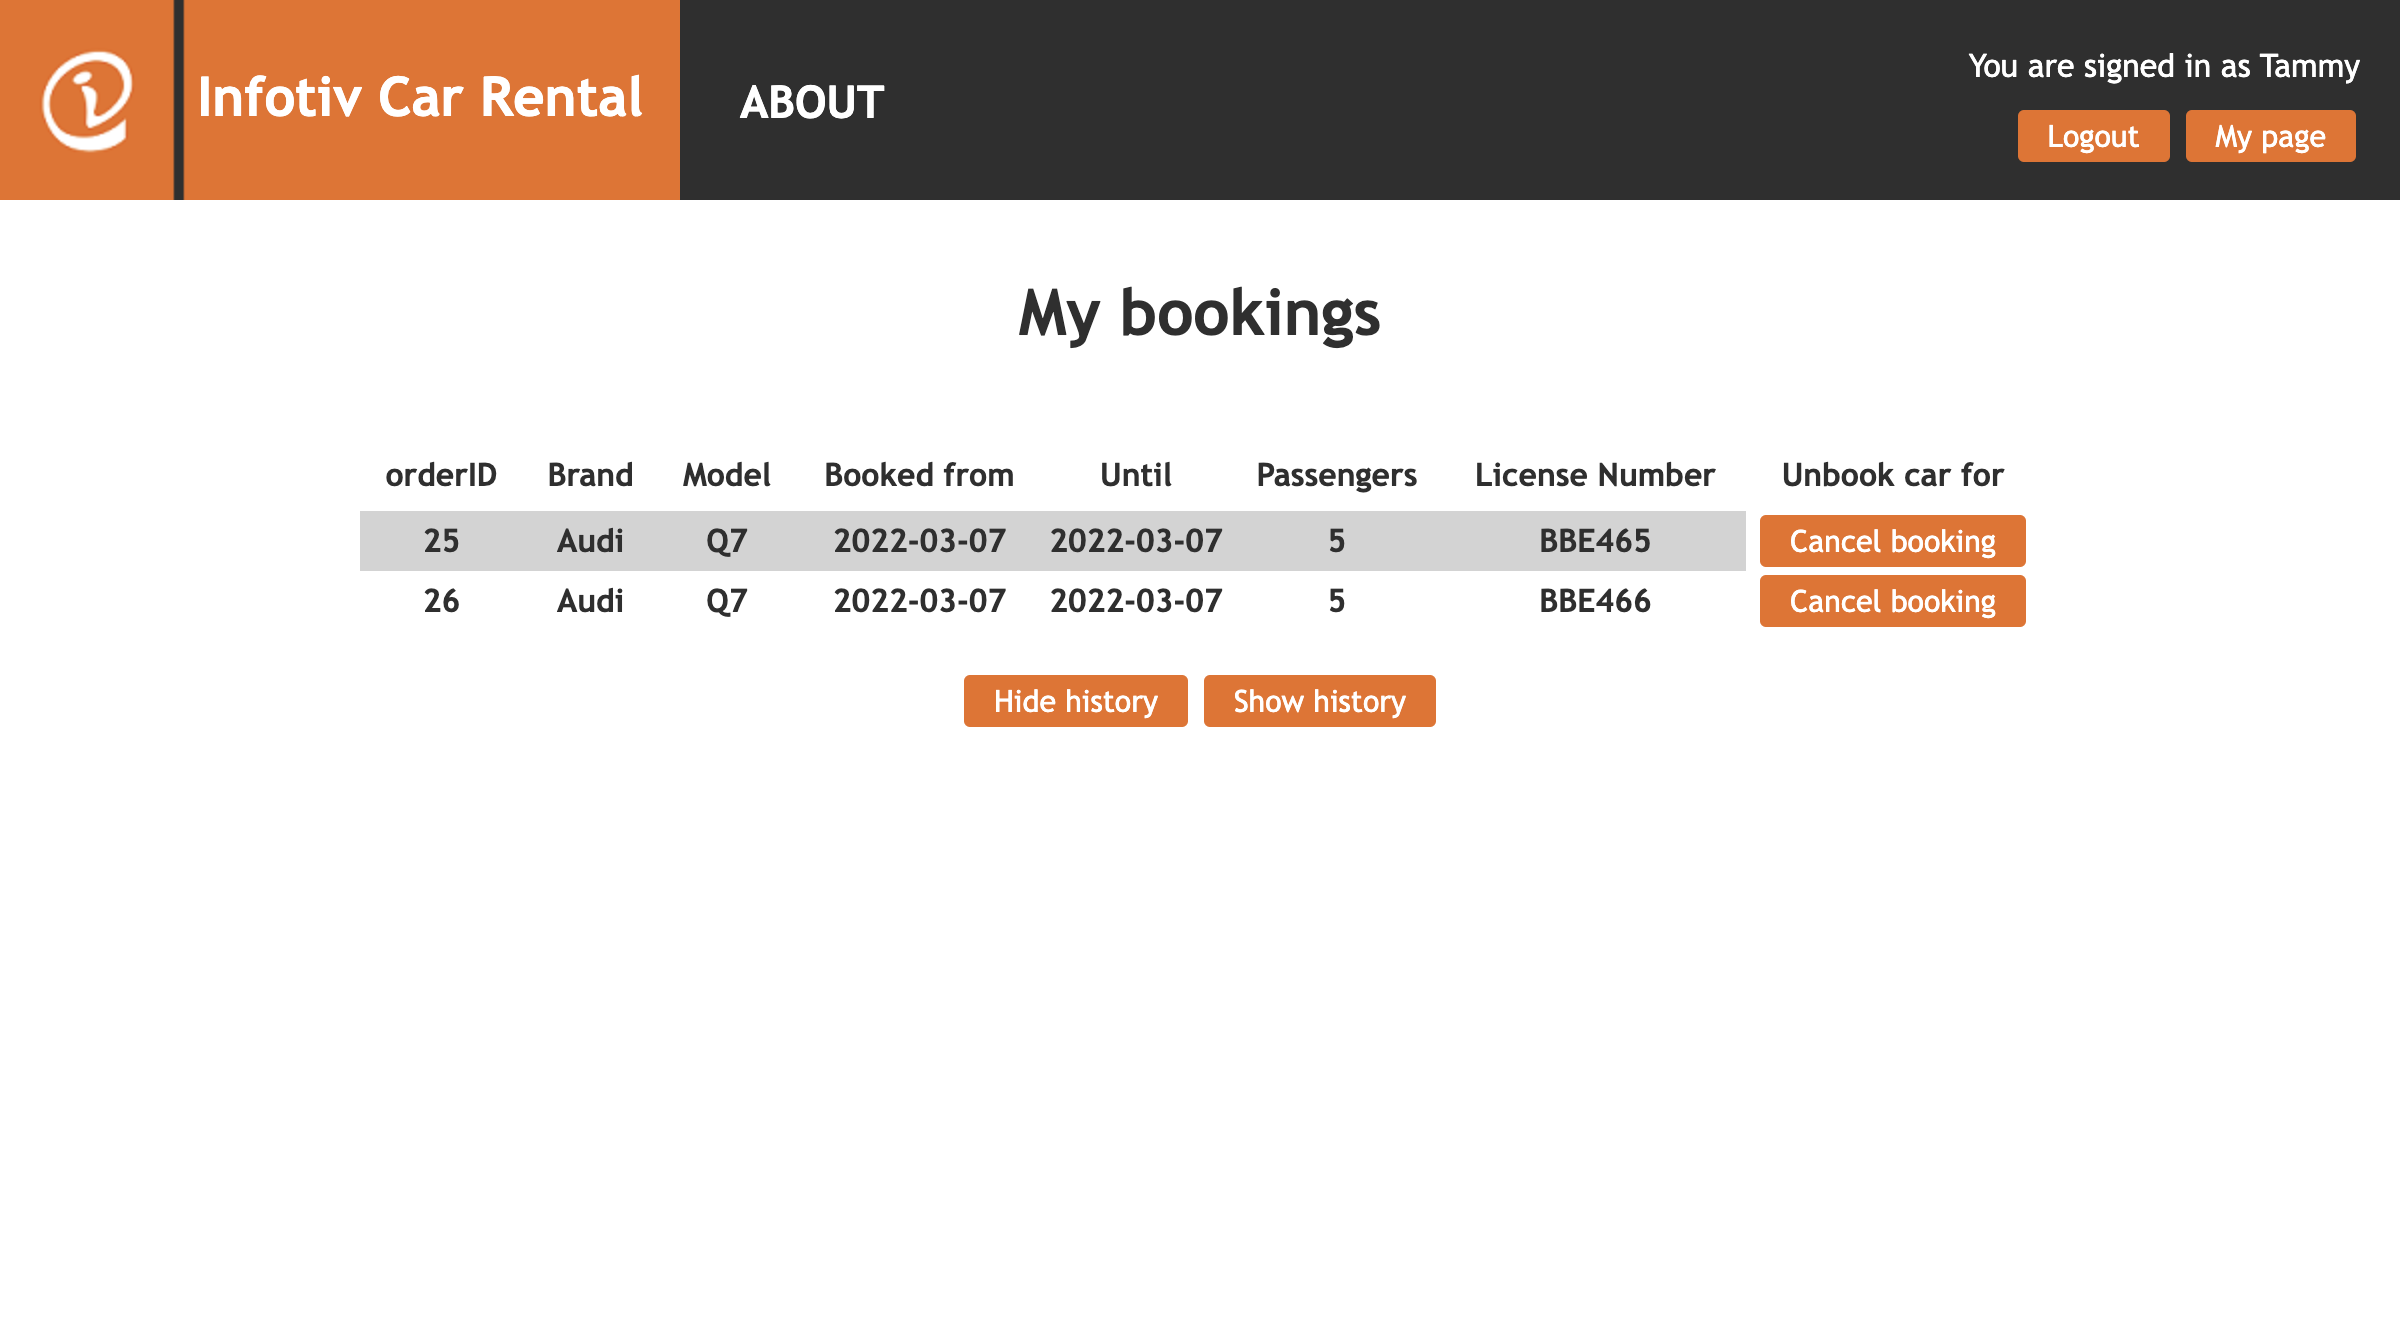 Infotiv Car Rental
ABOUT
You are signed in as Tammy
Logout My page
My bookings
orderID Brand Model Booked from Until Passengers License Number Unbook car for
25 Audi Q7 2022-03-07 2022-03-07 5 BBE465 Cancel booking
26 Audi Q7 2022-03-07 2022-03-07 5 BBE466 Cancel booking
Hide history Show history